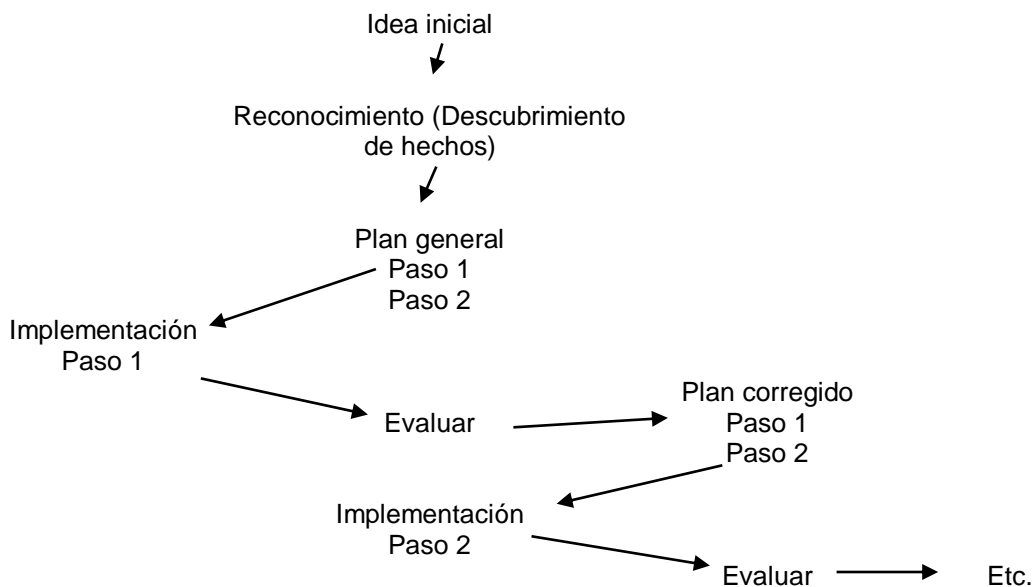 Idea inicial
Reconocimiento (Descubrimiento
de hechos)
Plan general
Paso 1
Paso 2
Implementación
Paso 1
Evaluar
Plan corregido
Paso 1
Paso 2
Implementación
Paso 2
Evaluar
Etc.